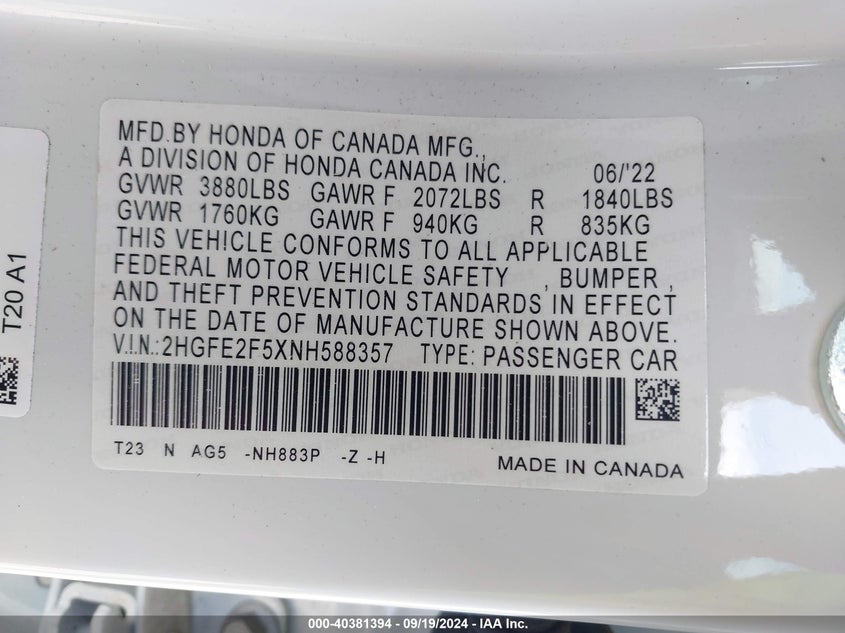 MFD.BY HONDA OF CANADA MFG.,
A DIVISION OF HONDA CANADA INC. 06/'22
GVWR 3880LBS GAWR F 2072LBS R 1840LBS
GVWR 1760KG GAWR F 940KG R 835KG
THIS VEHICLE CONFORMS TO ALL APPLICABLE
FEDERAL MOTOR VEHICLE SAFETY , BUMPER ,
AND THEFT PREVENTION STANDARDS IN EFFECT
ON THE DATE OF MANUFACTURE SHOWN ABOVE.
V.I.N.:2HGFE2F5XNH588357 TYPE: PASSENGER CAR
T23 N AG5 -NH883P -Z -H MADE IN CANADA
T20 A1
000-40381394 - 09/19/2024 - IAA Inc.